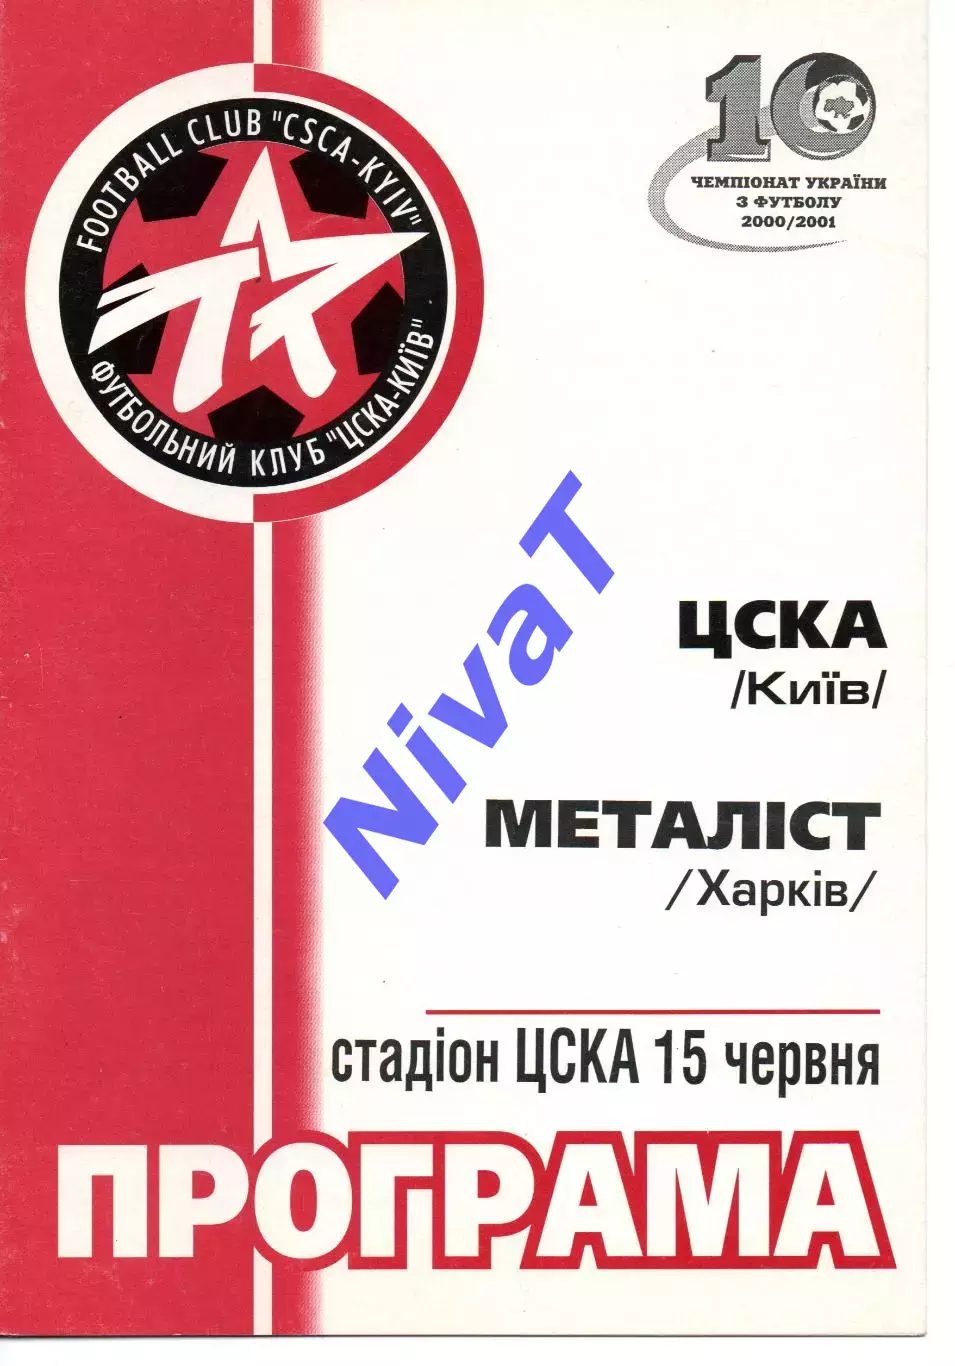 FOOTBALL CLUB "CSCA-KYIV"
ФУТБОЛЬНИЙ КЛУБ "ЦСКА-КИЇВ"
10
ЧЕМПІОНАТ УКРАЇНИ
З ФУТБОЛУ
2000/2001
NivaT
ЦСКА
/Київ/
МЕТАЛІСТ
/Харків/
стадіон ЦСКА 15 червня
ПРОГРАМА